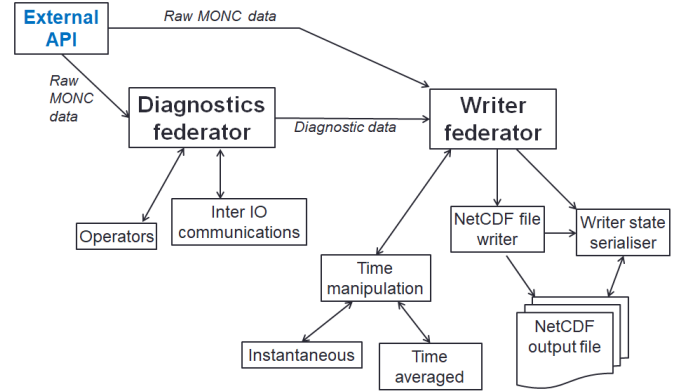 External
API
Raw MONC data
Raw
MONC
data
Diagnostics
federator
Diagnostic data
Writer
federator
Operators
Inter IO
communications
NetCDF file
writer
Writer state
serialiser
Time
manipulation
Instantaneous
Time
averaged
NetCDF
output file